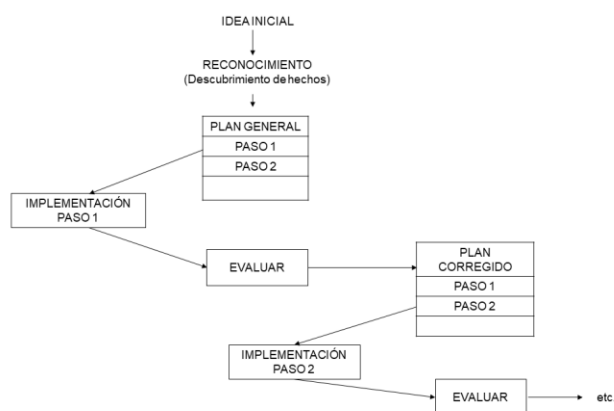 IDEA INICIAL
RECONOCIMIENTO
(Descubrimiento de hechos)
PLAN GENERAL
PASO 1
PASO 2
IMPLEMENTACIÓN
PASO 1
EVALUAR
PLAN
CORREGIDO
PASO 1
PASO 2
IMPLEMENTACIÓN
PASO 2
EVALUAR
etc